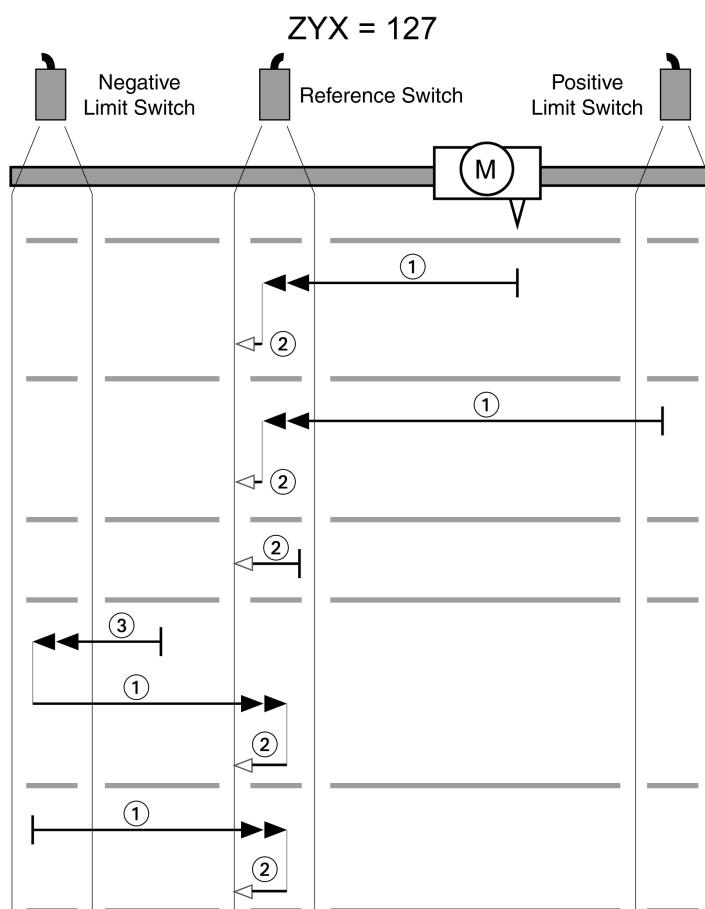 ZYX = 127
Negative
Limit Switch
Reference Switch
Positive
Limit Switch
M
1
2
1
2
2
3
1
2
1
2